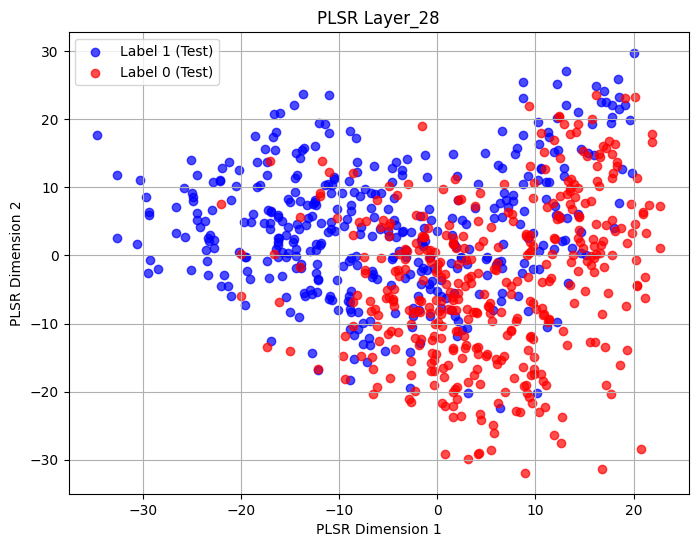 PLSR Layer_28
Label 1 (Test)
Label 0 (Test)
PLSR Dimension 2
30
20
10
0
−10
−20
−30
−30
−20
−10
0
10
20
PLSR Dimension 1